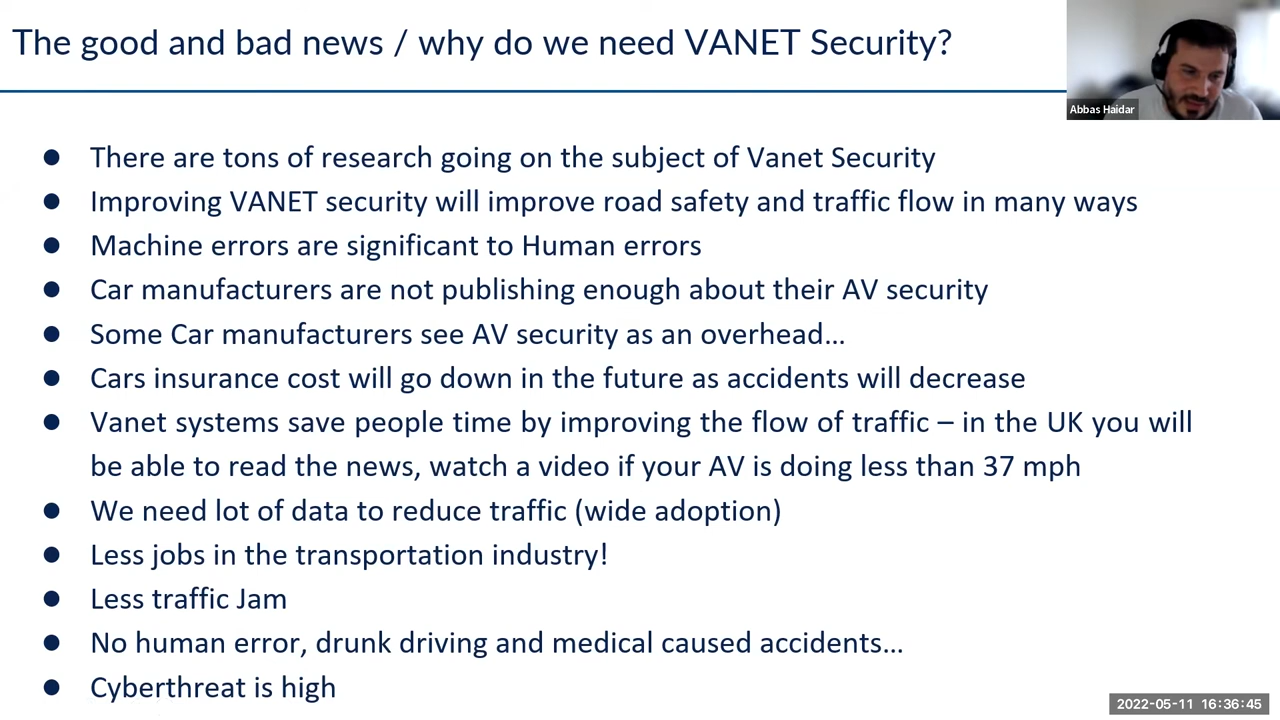 The good and bad news / why do we need VANET Security?
Abbas Haidar
● There are tons of research going on the subject of Vanet Security
● Improving VANET security will improve road safety and traffic flow in many ways
● Machine errors are significant to Human errors
● Car manufacturers are not publishing enough about their AV security
● Some Car manufacturers see AV security as an overhead…
● Cars insurance cost will go down in the future as accidents will decrease
● Vanet systems save people time by improving the flow of traffic – in the UK you will
be able to read the news, watch a video if your AV is doing less than 37 mph
● We need lot of data to reduce traffic (wide adoption)
● Less jobs in the transportation industry!
● Less traffic Jam
● No human error, drunk driving and medical caused accidents…
● Cyberthreat is high
2022-05-11 16:36:45